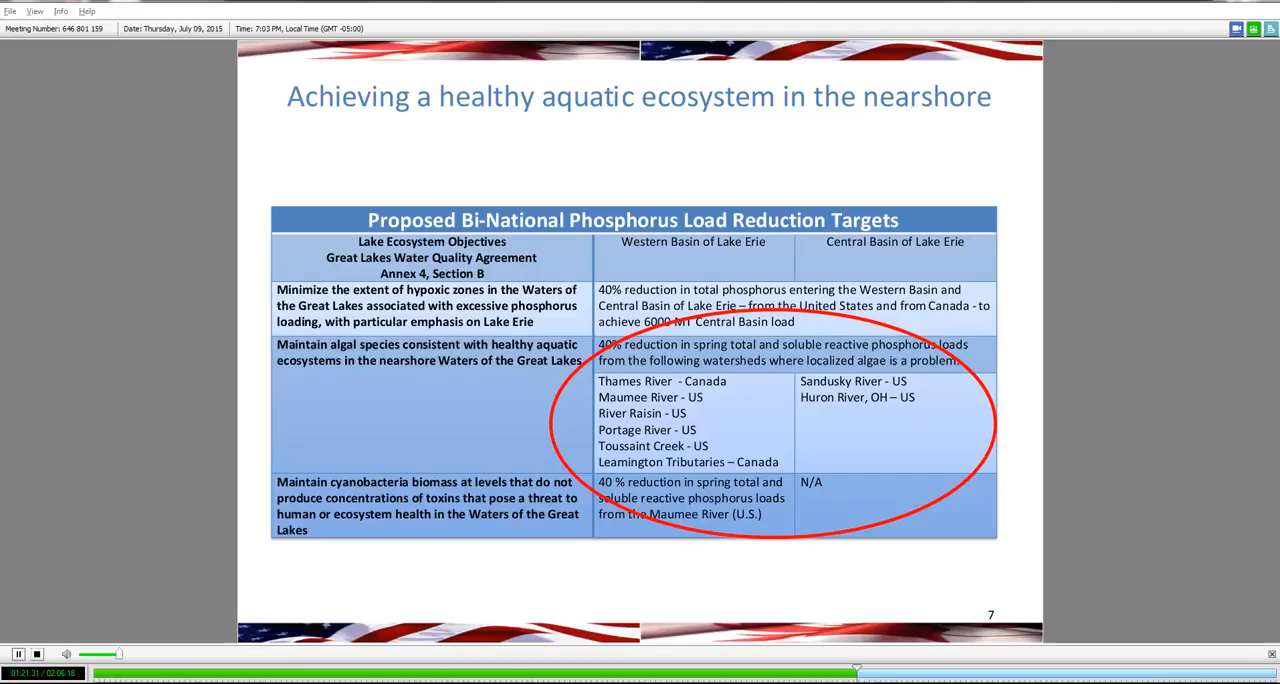 File View Info Help
Meeting Number: 646 801 159 Date: Thursday, July 09, 2015 Time: 7:03 PM, Local Time (GMT -05:00)
Achieving a healthy aquatic ecosystem in the nearshore
Proposed Bi-National Phosphorus Load Reduction Targets
Lake Ecosystem Objectives
Great Lakes Water Quality Agreement
Annex 4, Section B
Western Basin of Lake Erie
Central Basin of Lake Erie
Minimize the extent of hypoxic zones in the Waters of
the Great Lakes associated with excessive phosphorus
loading, with particular emphasis on Lake Erie
40% reduction in total phosphorus entering the Western Basin and
Central Basin of Lake Erie – from the United States and from Canada - to
achieve 6000 MT Central Basin load
Maintain algal species consistent with healthy aquatic
ecosystems in the nearshore Waters of the Great Lakes
40% reduction in spring total and soluble reactive phosphorus loads
from the following watersheds where localized algae is a problem:
Thames River - Canada
Maumee River - US
River Raisin - US
Portage River - US
Toussaint Creek - US
Leamington Tributaries – Canada
Sandusky River - US
Huron River, OH – US
Maintain cyanobacteria biomass at levels that do not
produce concentrations of toxins that pose a threat to
human or ecosystem health in the Waters of the Great
Lakes
40 % reduction in spring total and
soluble reactive phosphorus loads
from the Maumee River (U.S.)
N/A
7
01:21:31 / 02:06:18